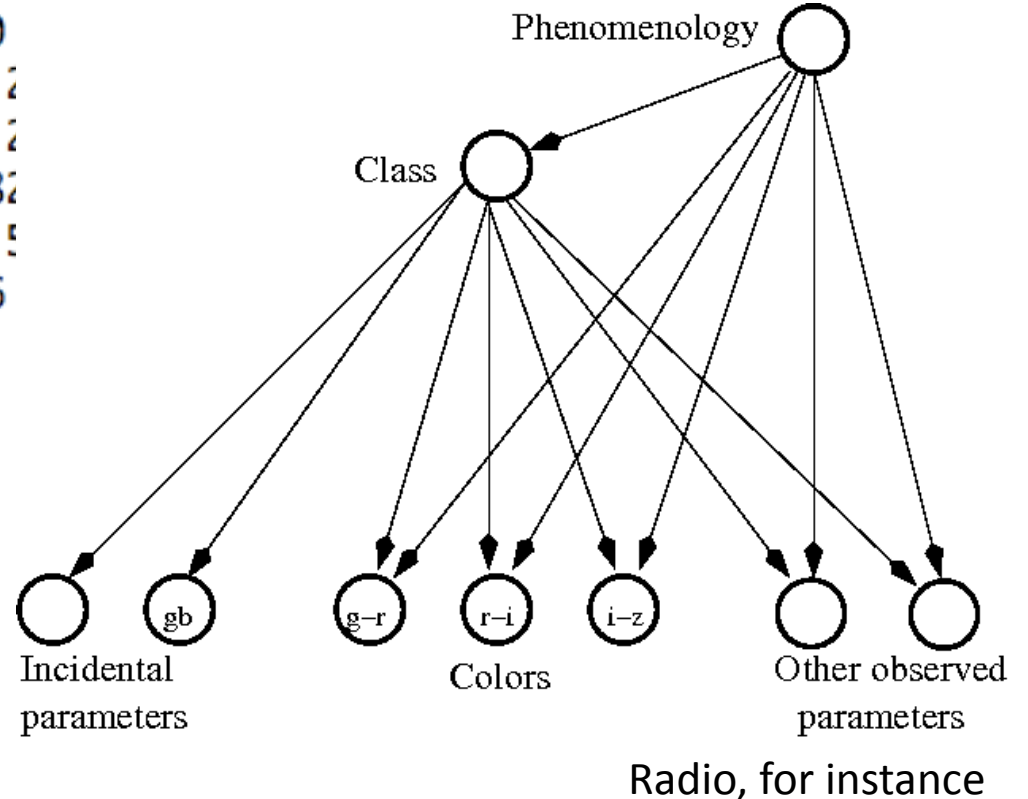 Phenomenology
Class
gb
g–r
r–i
i–z
Incidental
parameters
Colors
Other observed
parameters
Radio, for instance